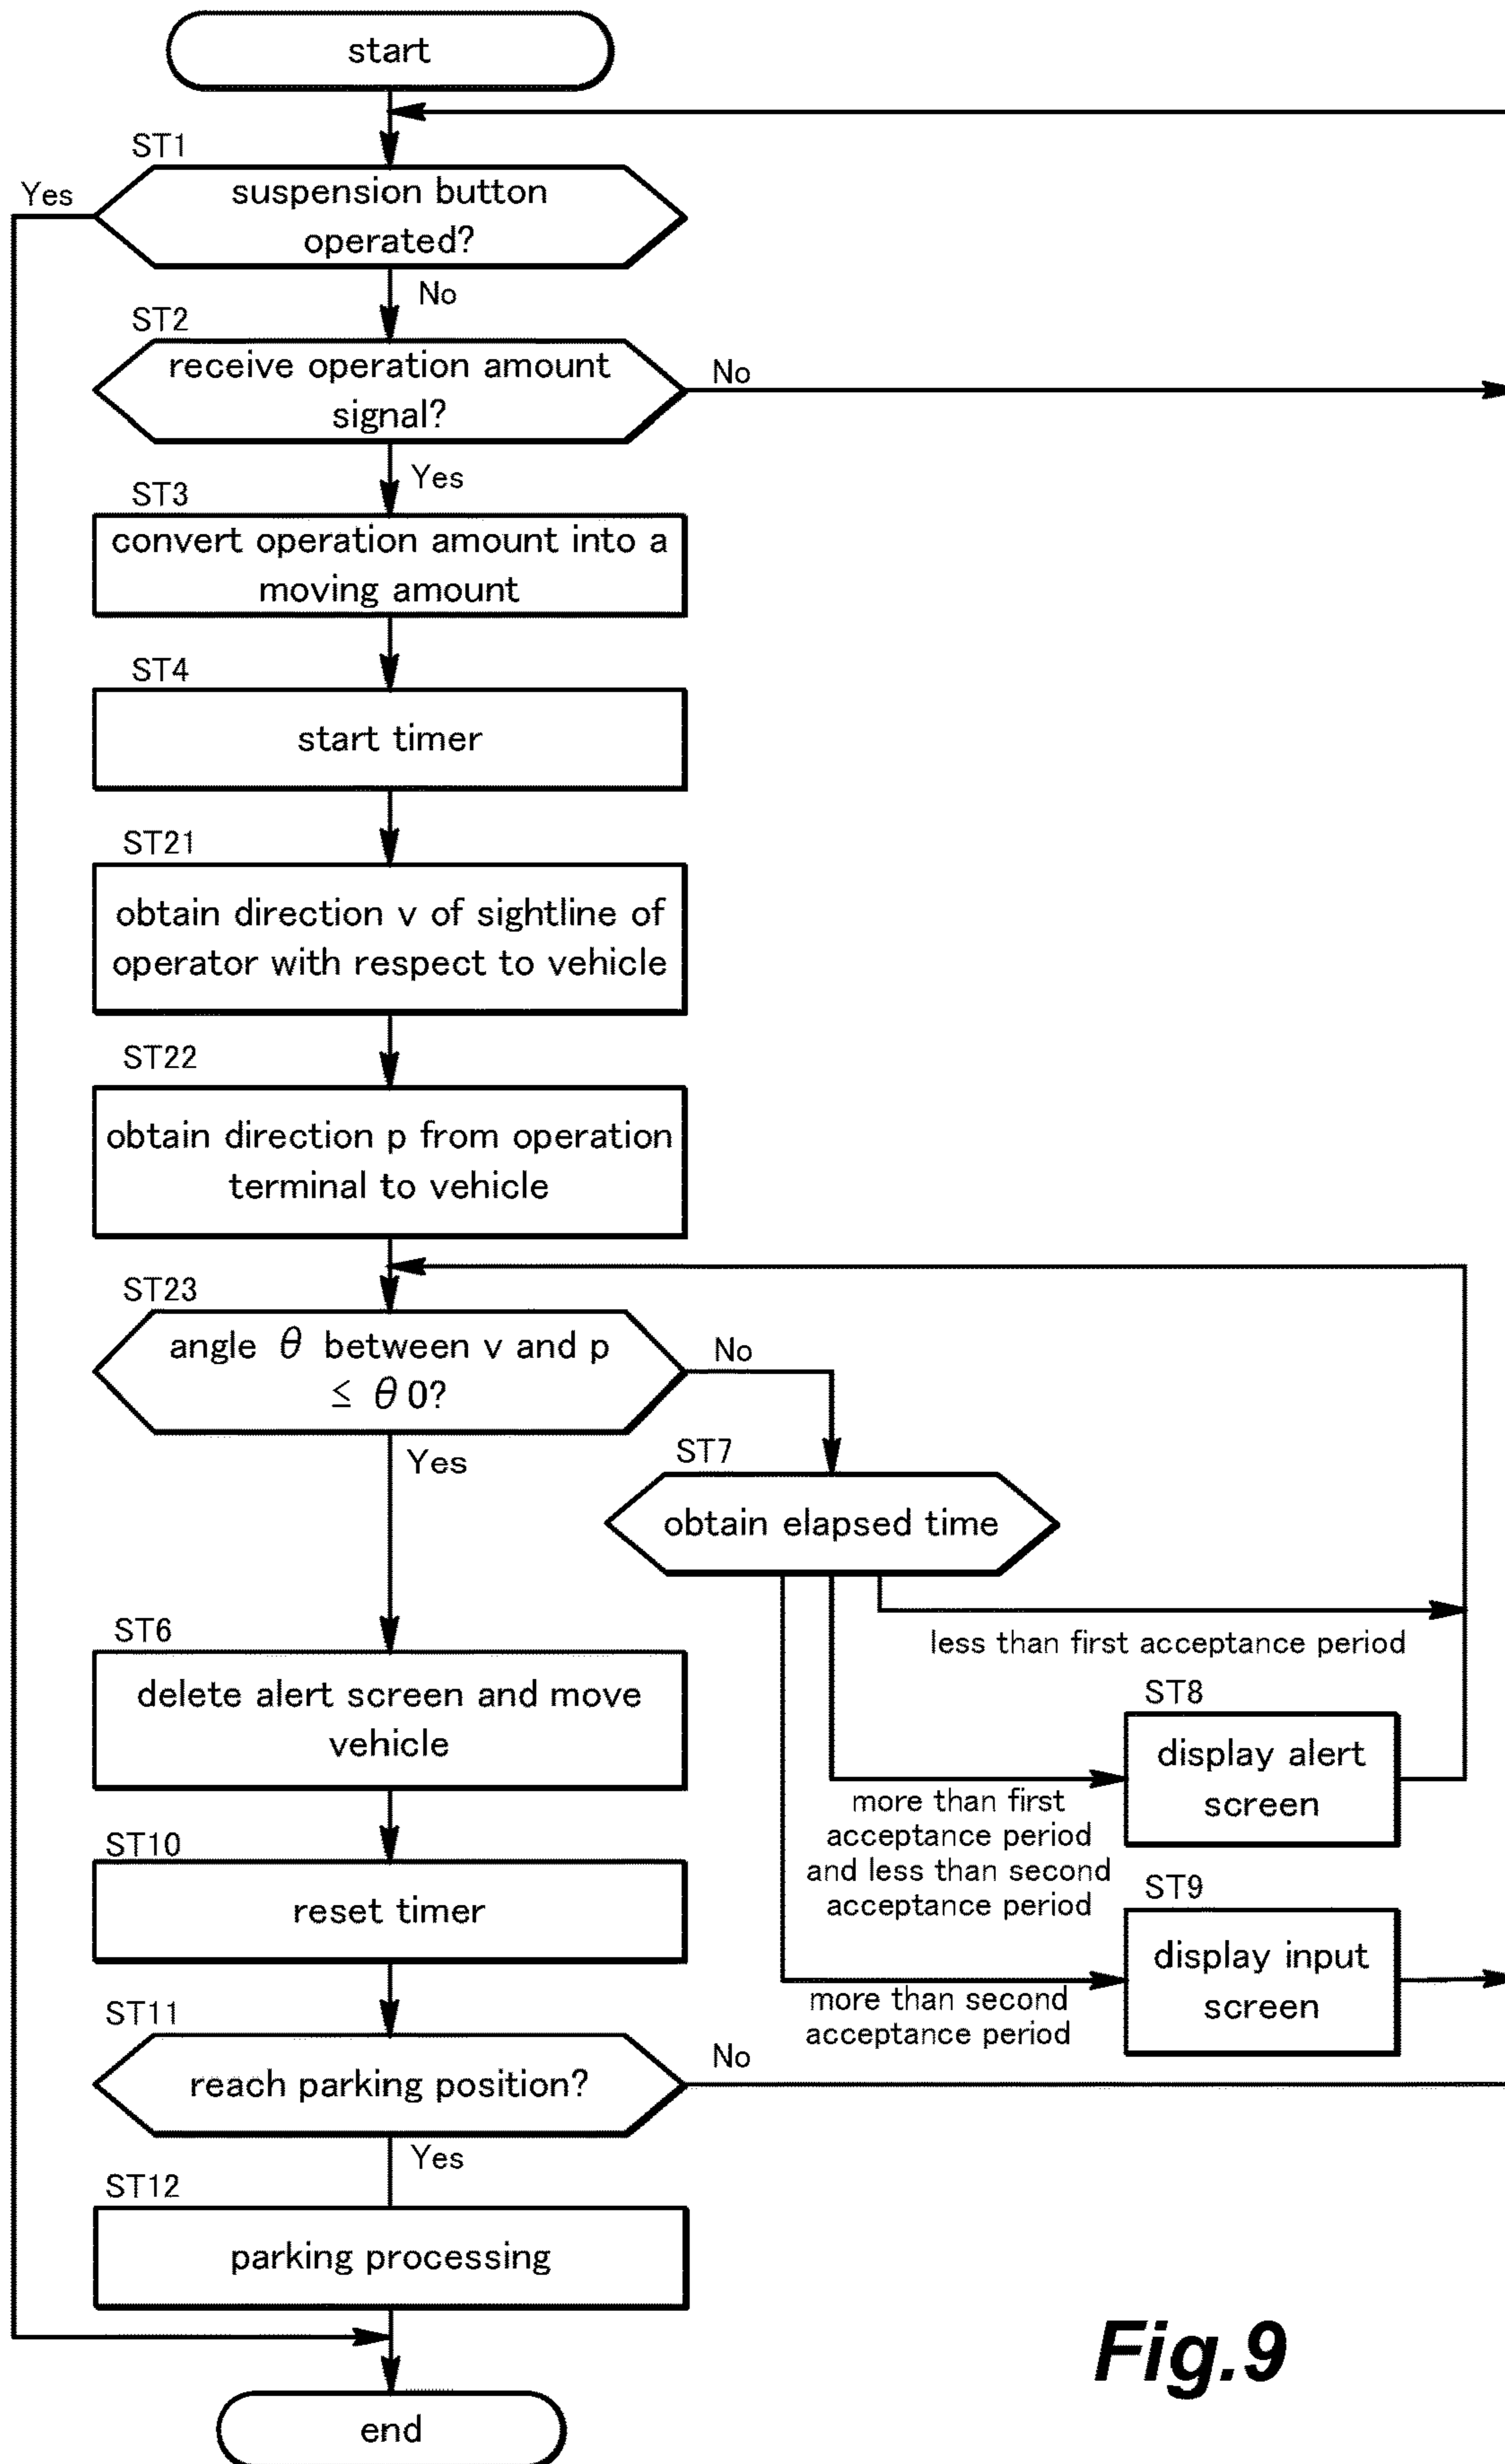 start
ST1
Yes
suspension button
operated?
No
ST2
receive operation amount
signal?
No
Yes
ST3
convert operation amount into a
moving amount
ST4
start timer
ST21
obtain direction v of sightline of
operator with respect to vehicle
ST22
obtain direction p from operation
terminal to vehicle
ST23
angle θ between v and p
≤ θ0?
No
Yes
ST7
obtain elapsed time
less than first acceptance period
ST6
delete alert screen and move
vehicle
ST8
display alert
screen
more than first
acceptance period
and less than second
acceptance period
ST10
reset timer
ST9
display input
screen
more than second
acceptance period
ST11
reach parking position?
No
Yes
ST12
parking processing
end
Fig.9